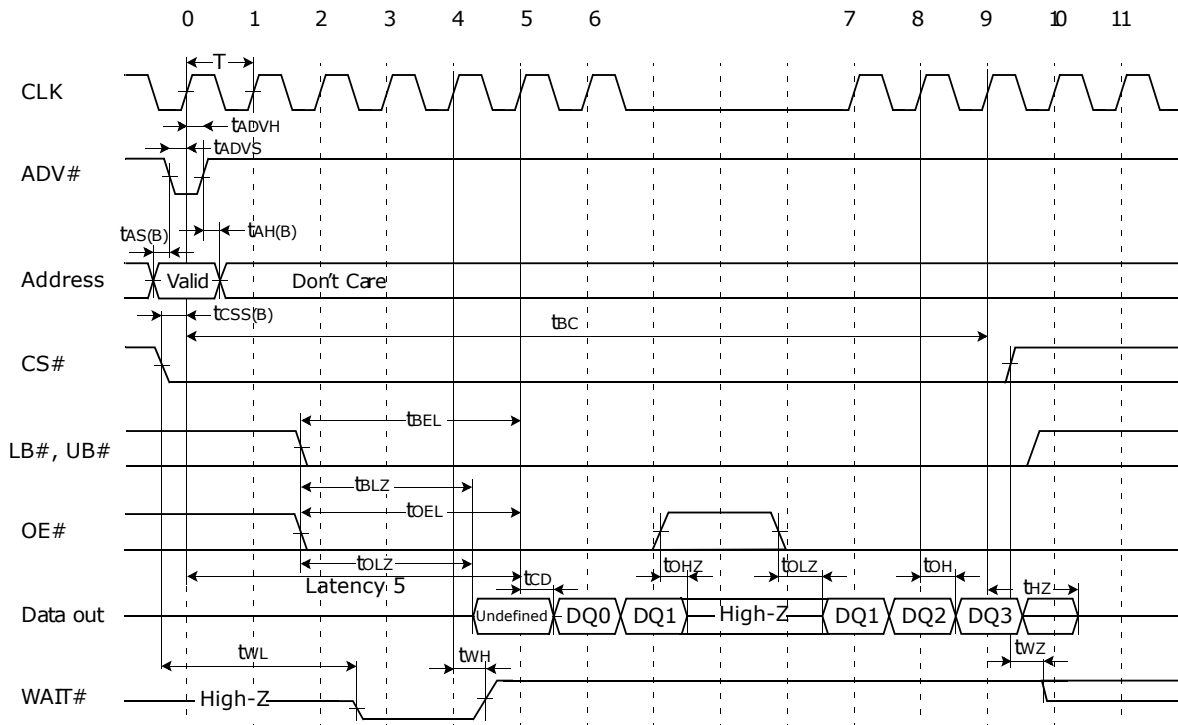 0 1 2 3 4 5 6 7 8 9 10 11
T
CLK
tADVH
tADVS
ADV#
tAS(B) tAH(B)
Address Valid Don't Care
tCSS(B)
tBC
CS#
tBEL
LB#, UB#
tBLZ
tOEL
OE#
tOLZ tOHZ tOLZ tOH
Latency 5 tCD tHZ
Data out Undefined DQ0 DQ1 High-Z DQ1 DQ2 DQ3
tWL tWH tWZ
WAIT# High-Z